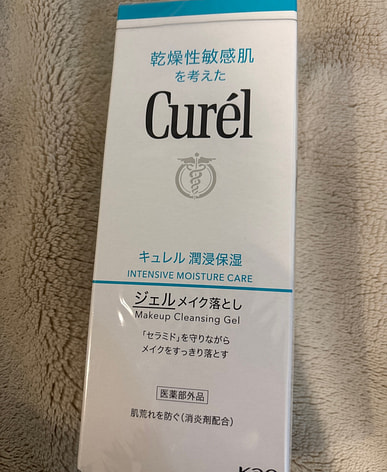 乾燥性敏感肌
を考えた
Curél
キュレル 潤浸保湿
INTENSIVE MOISTURE CARE
ジェルメイク落とし
Makeup Cleansing Gel
「セラミド」を守りながら
メイクをすっきり落とす
医薬部外品
肌荒れを防ぐ(消炎剤配合)